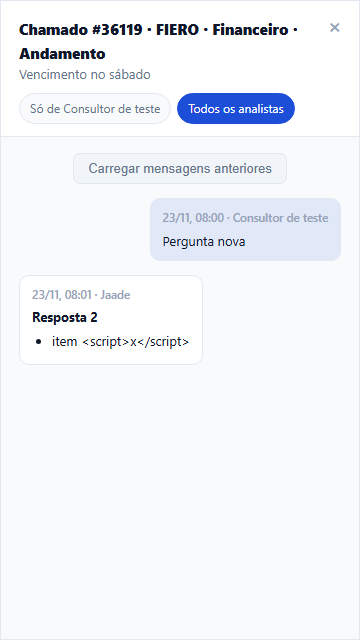 Chamado #36119 · FIERO · Financeiro ·
Andamento
×
Vencimento no sábado
Só de Consultor de teste
Todos os analistas
Carregar mensagens anteriores
23/11, 08:00 · Consultor de teste
Pergunta nova
23/11, 08:01 · Jaade
Resposta 2
• item <script>x</script>